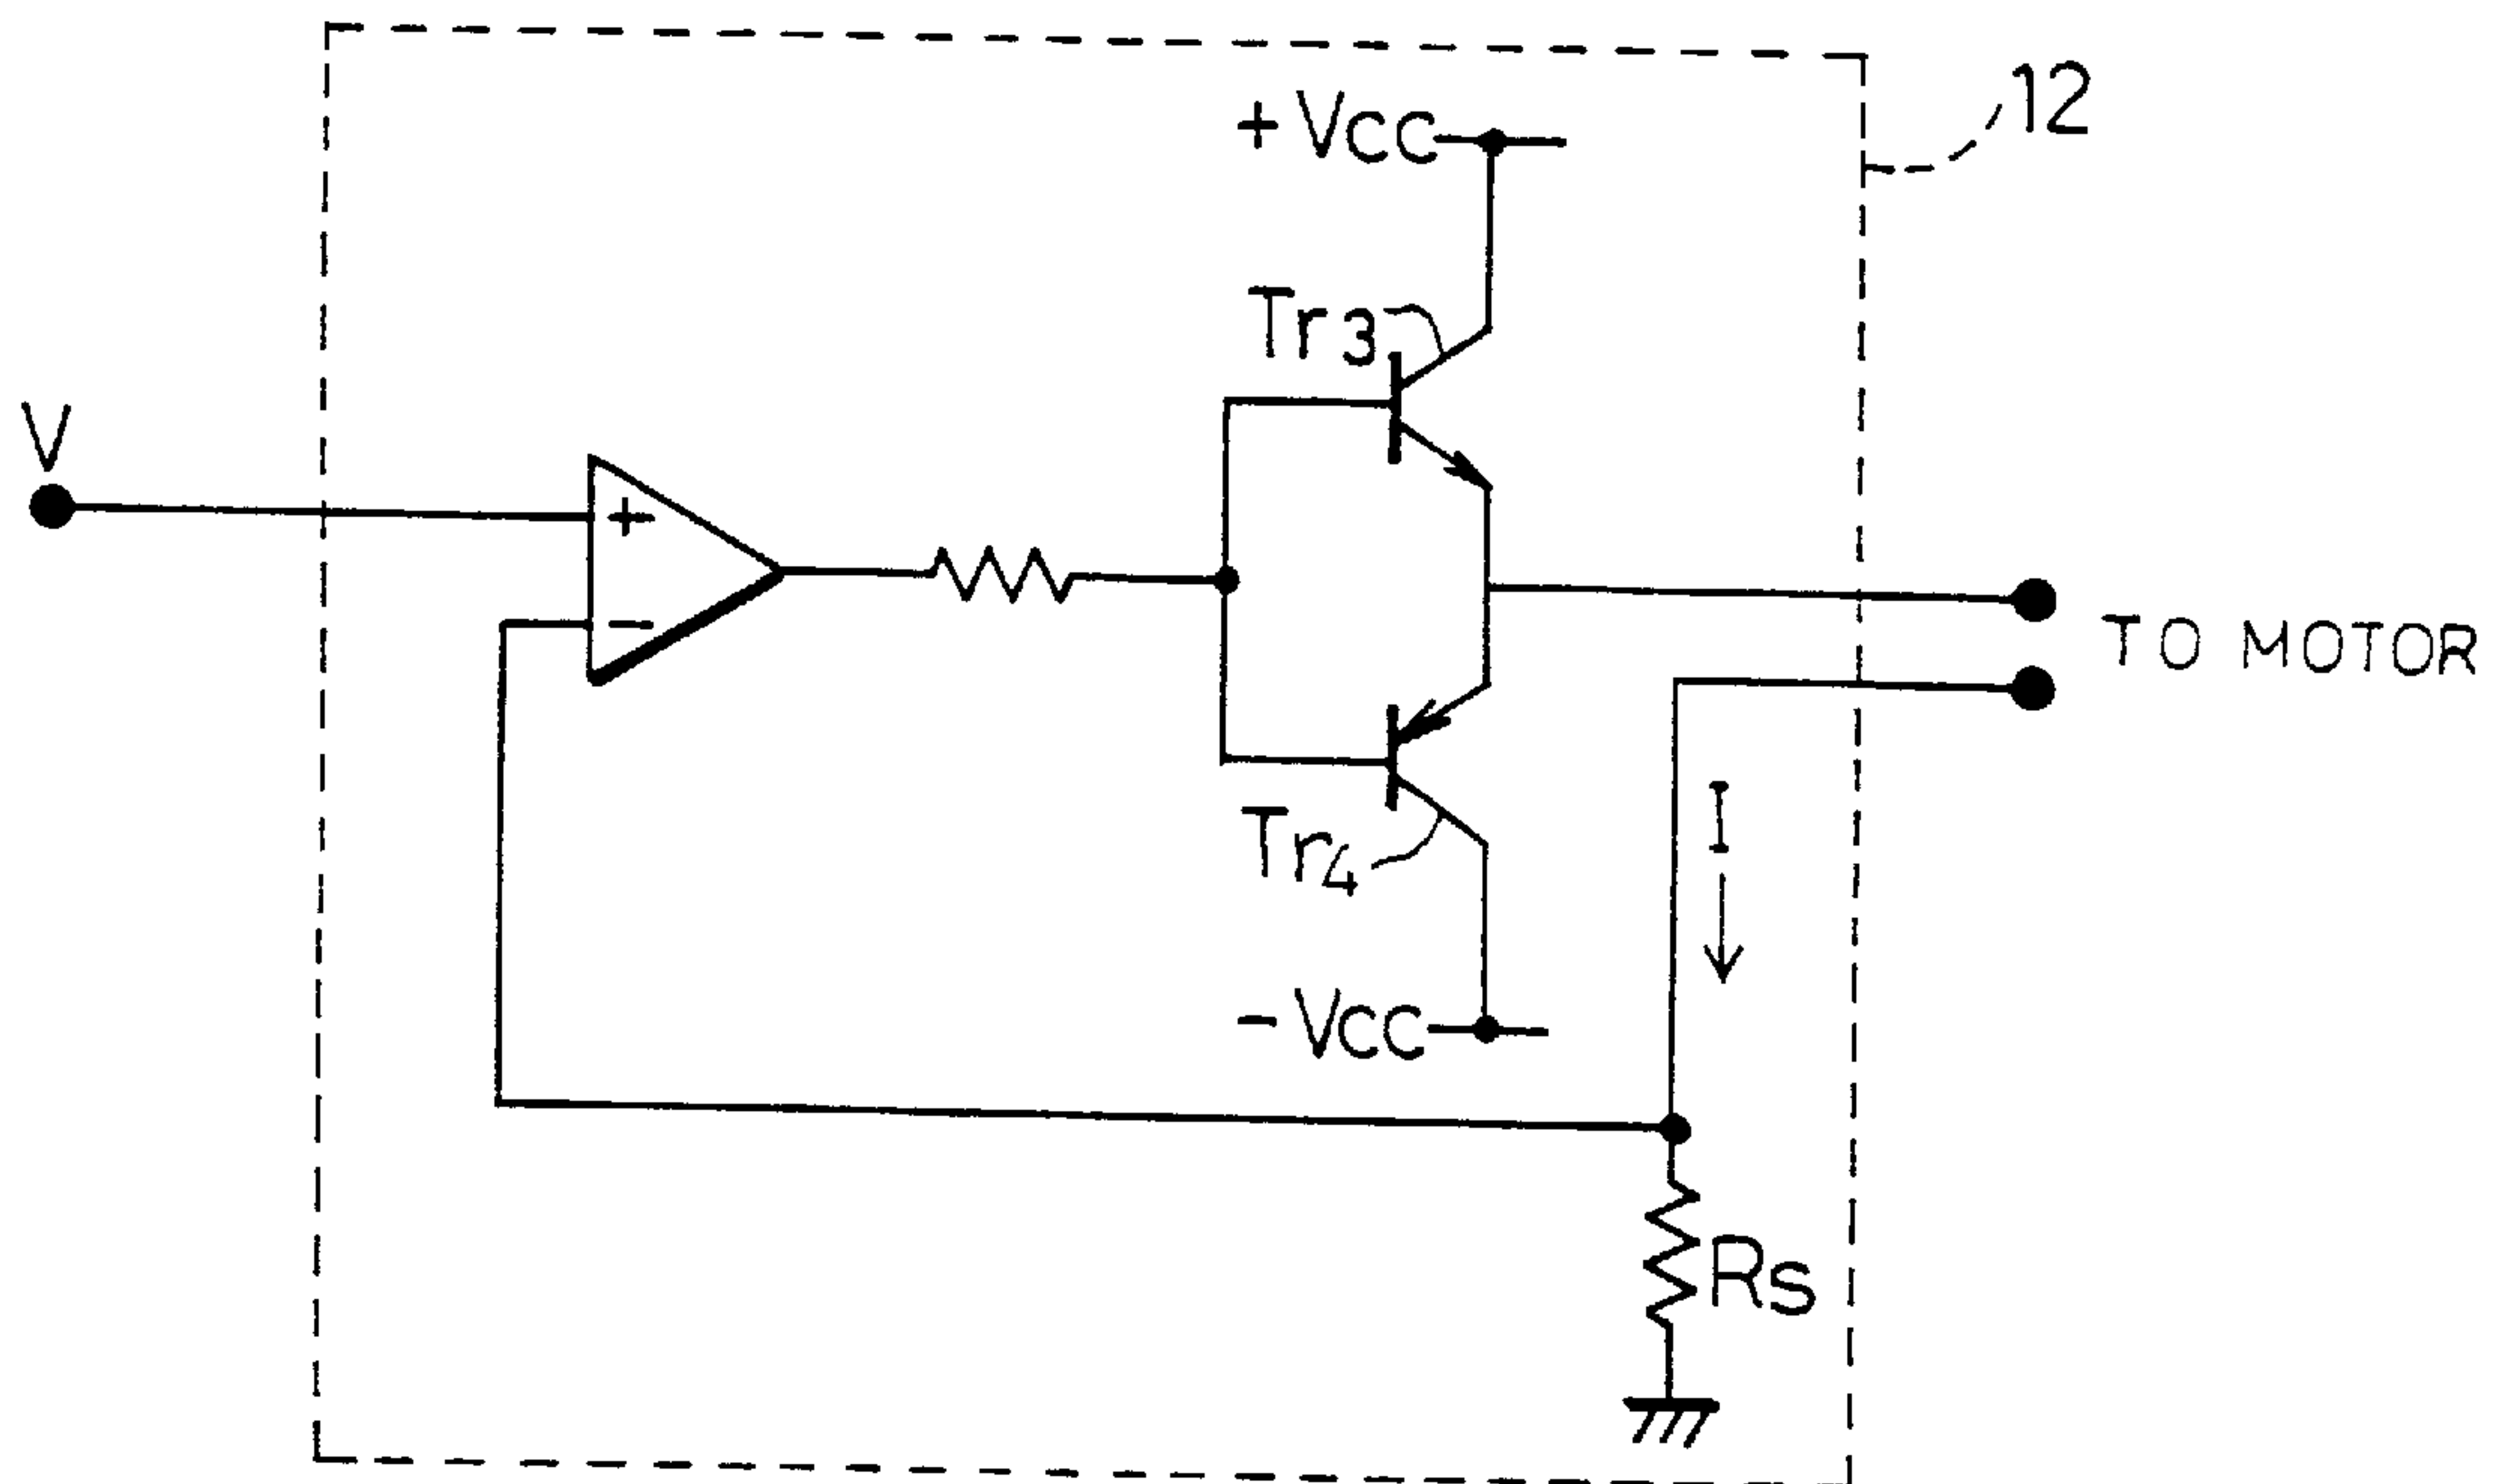 12
+Vcc
Tr3
V
+
-
TO MOTOR
I
Tr4
-Vcc
Rs